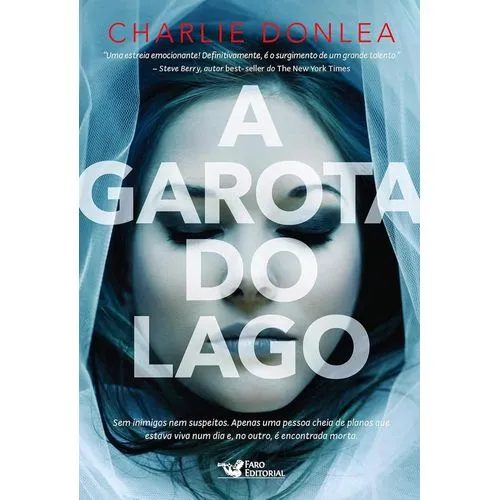 CHARLIE DONLEA
"Uma estreia emocionante! Definitivamente, é o surgimento de um grande talento."
— Steve Berry, autor best-seller do The New York Times
A
GAROTA
DO
LAGO
Sem inimigos nem suspeitos. Apenas uma pessoa cheia de planos que
estava viva num dia e, no outro, é encontrada morta.
FARO
EDITORIAL